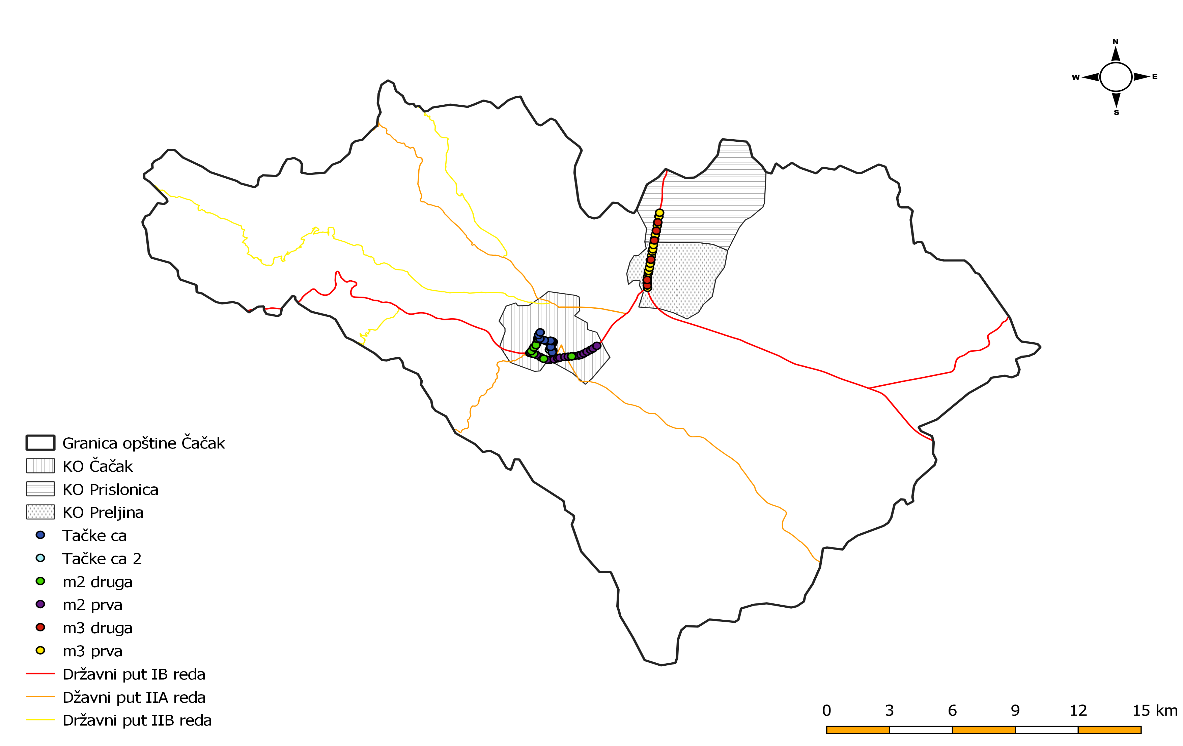 N
W E
S
Granica opštine Čačak
KO Čačak
KO Prislonica
KO Preljina
Tačke ca
Tačke ca 2
m2 druga
m2 prva
m3 druga
m3 prva
Državni put IB reda
Džavni put IIA reda
Državni put IIB reda
0 3 6 9 12 15 km